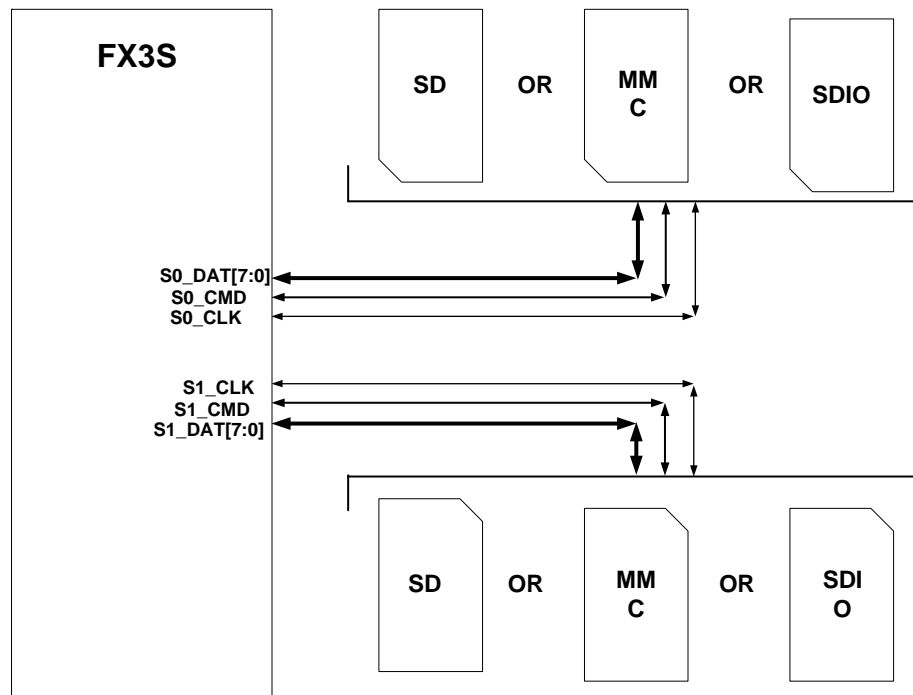 FX3S
SD OR MM
C OR SDIO
S0_DAT[7:0]
S0_CMD
S0_CLK
S1_CLK
S1_CMD
S1_DAT[7:0]
SD OR MM
C OR SDI
O